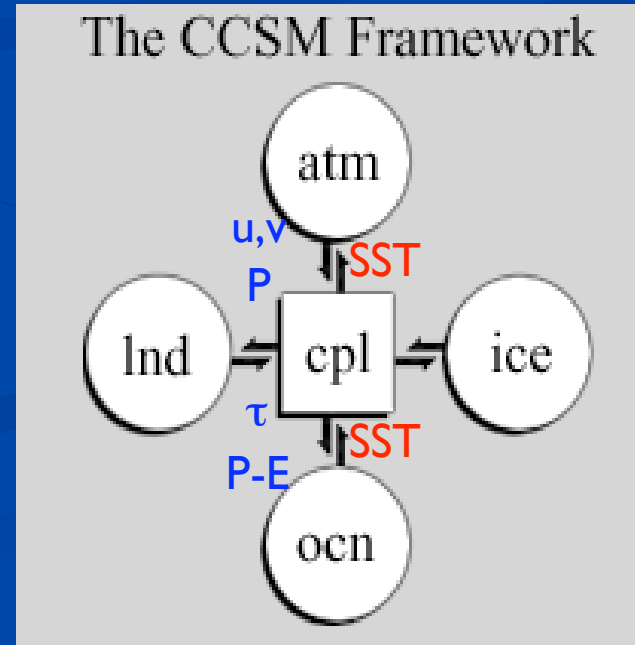 The CCSM Framework
atm
u,v
SST
P
lnd
cpl
ice
τ
SST
P-E
ocn